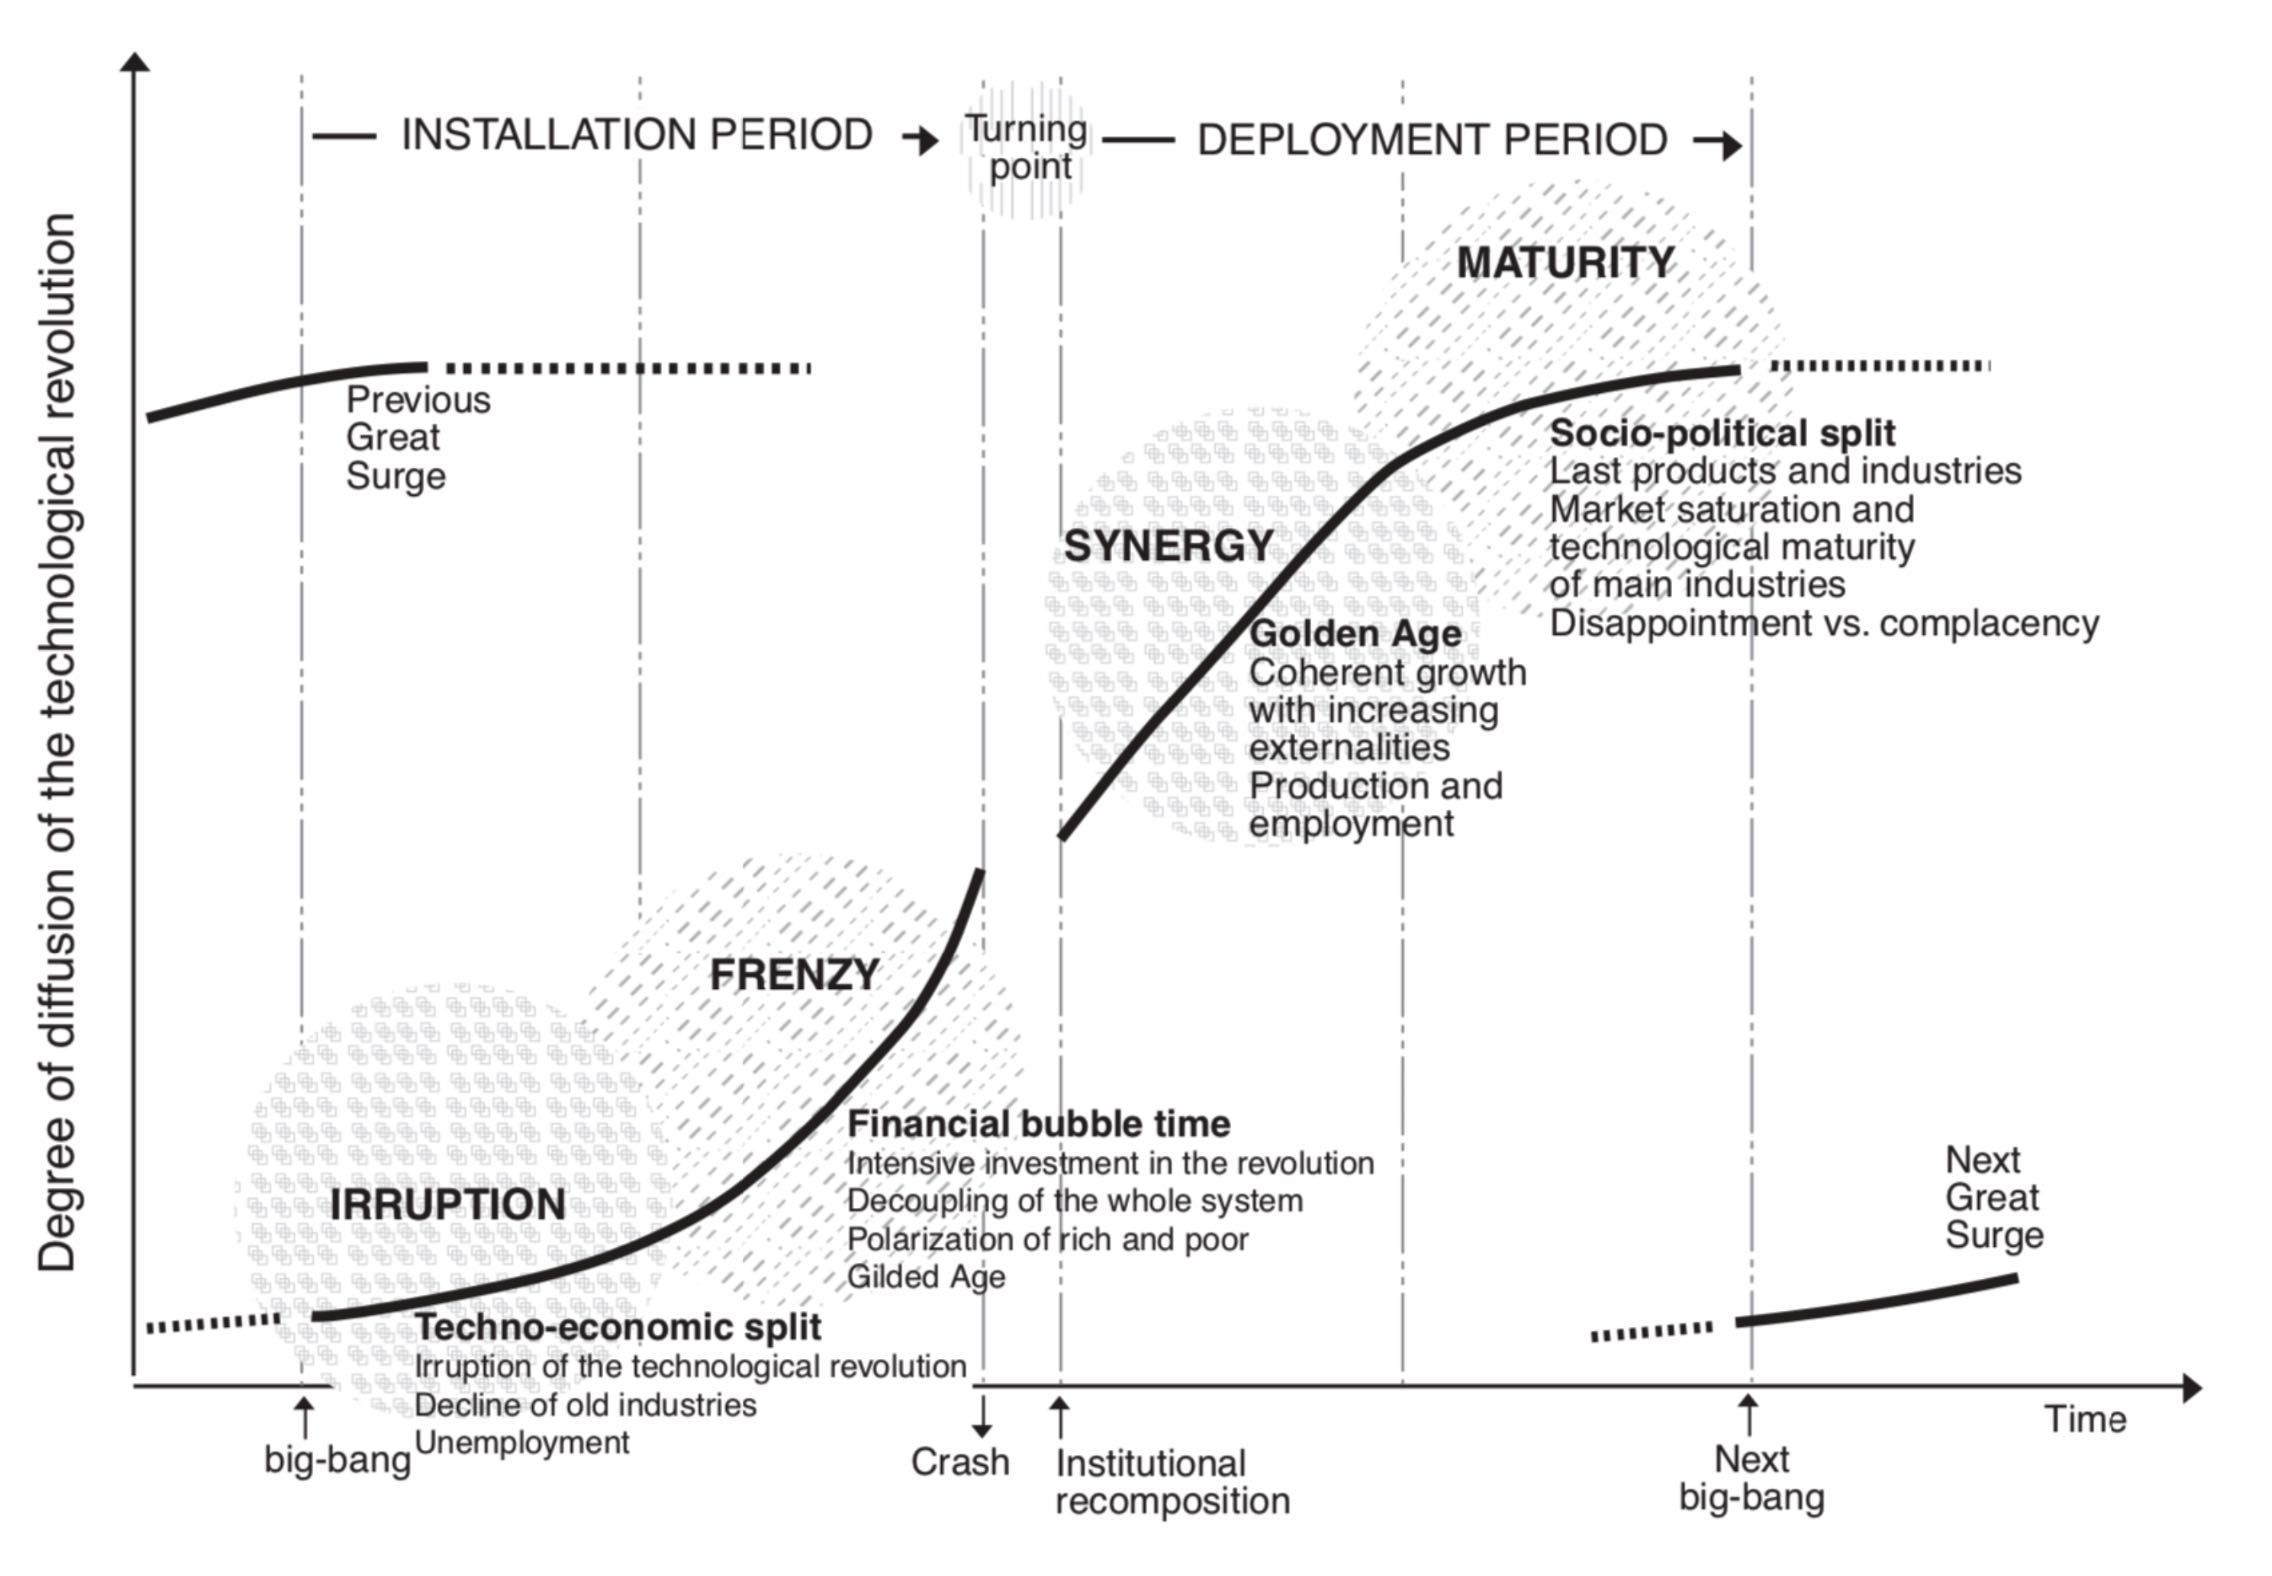 Degree of diffusion of the technological revolution
INSTALLATION PERIOD
Turning
point
DEPLOYMENT PERIOD
Previous
Great
Surge
MATURITY
Socio-political split
Last products and industries
Market saturation and
technological maturity
of main industries
Disappointment vs. complacency
SYNERGY
Golden Age
Coherent growth
with increasing
externalities
Production and
employment
FRENZY
Financial bubble time
Intensive investment in the revolution
Decoupling of the whole system
Polarization of rich and poor
Gilded Age
IRRUPTION
Techno-economic split
Irruption of the technological revolution
Decline of old industries
Unemployment
Next
Great
Surge
big-bang
Crash
Institutional
recomposition
Next
big-bang
Time